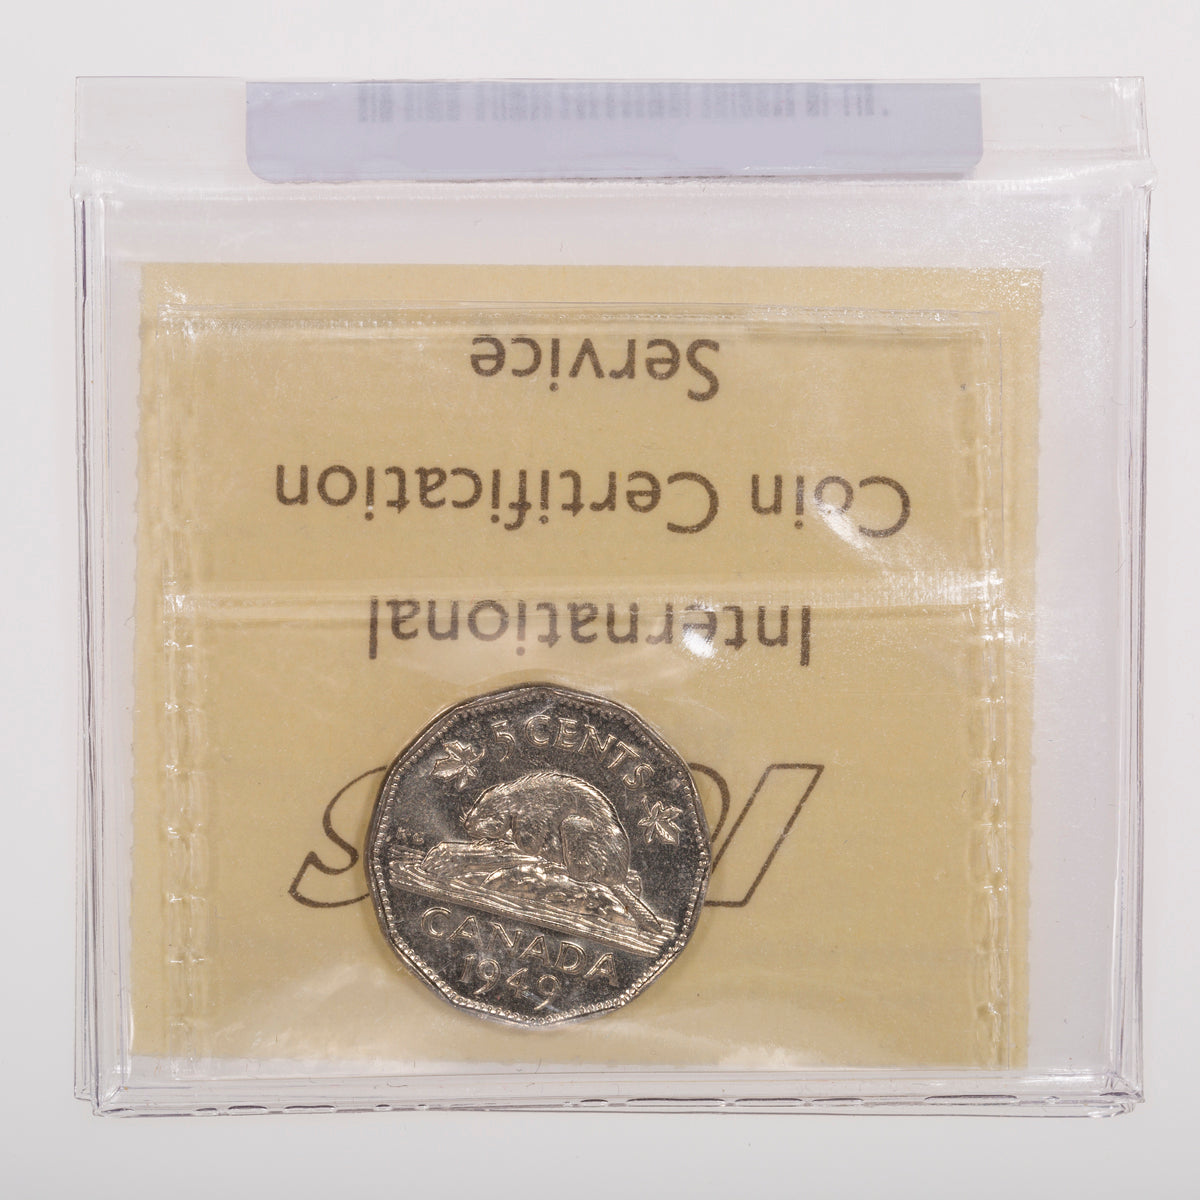 Service
Coin Certification
International
5 CENTS
K·G
CANADA
1949